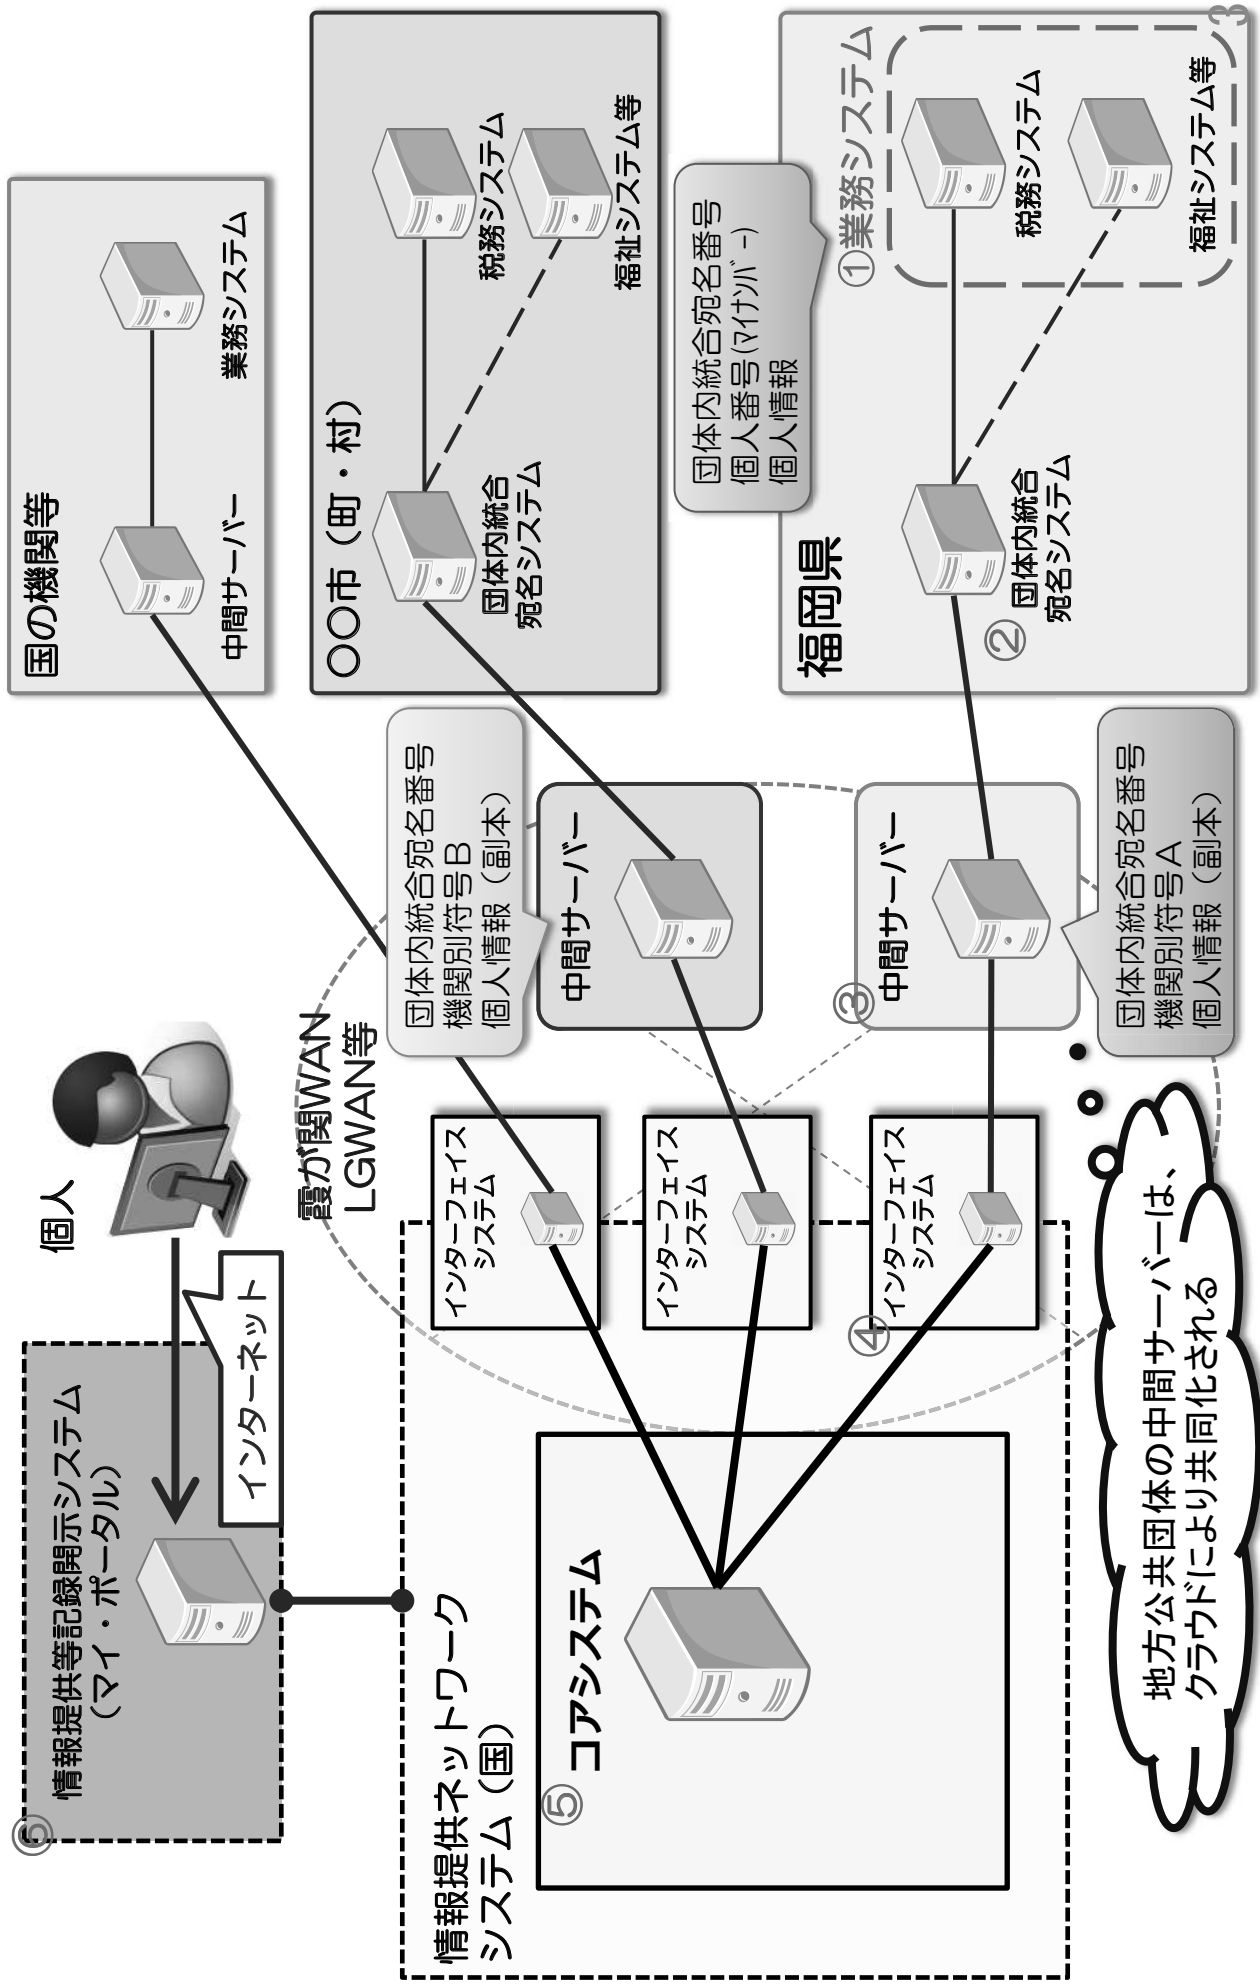 情報提供等記録開示システム
（マイ・ポータル）
⑥
インターネット
個人
国の機関等
中間サーバー
業務システム
霞が関WAN
LGWAN等
情報提供ネットワーク
システム（国）
⑤
コアシステム
インターフェイス
システム
団体内統合宛名番号
機関別符号B
個人情報（副本）
〇〇市（町・村）
団体内統合
宛名システム
税務システム
福祉システム等
インターフェイス
システム
中間サーバー
団体内統合宛名番号
個人番号(マイナンバー)
個人情報
④
インターフェイス
システム
③
中間サーバー
福岡県
②
団体内統合
宛名システム
①業務システム
税務システム
福祉システム等
団体内統合宛名番号
機関別符号A
個人情報（副本）
地方公共団体の中間サーバーは、
クラウドにより共同化される
3